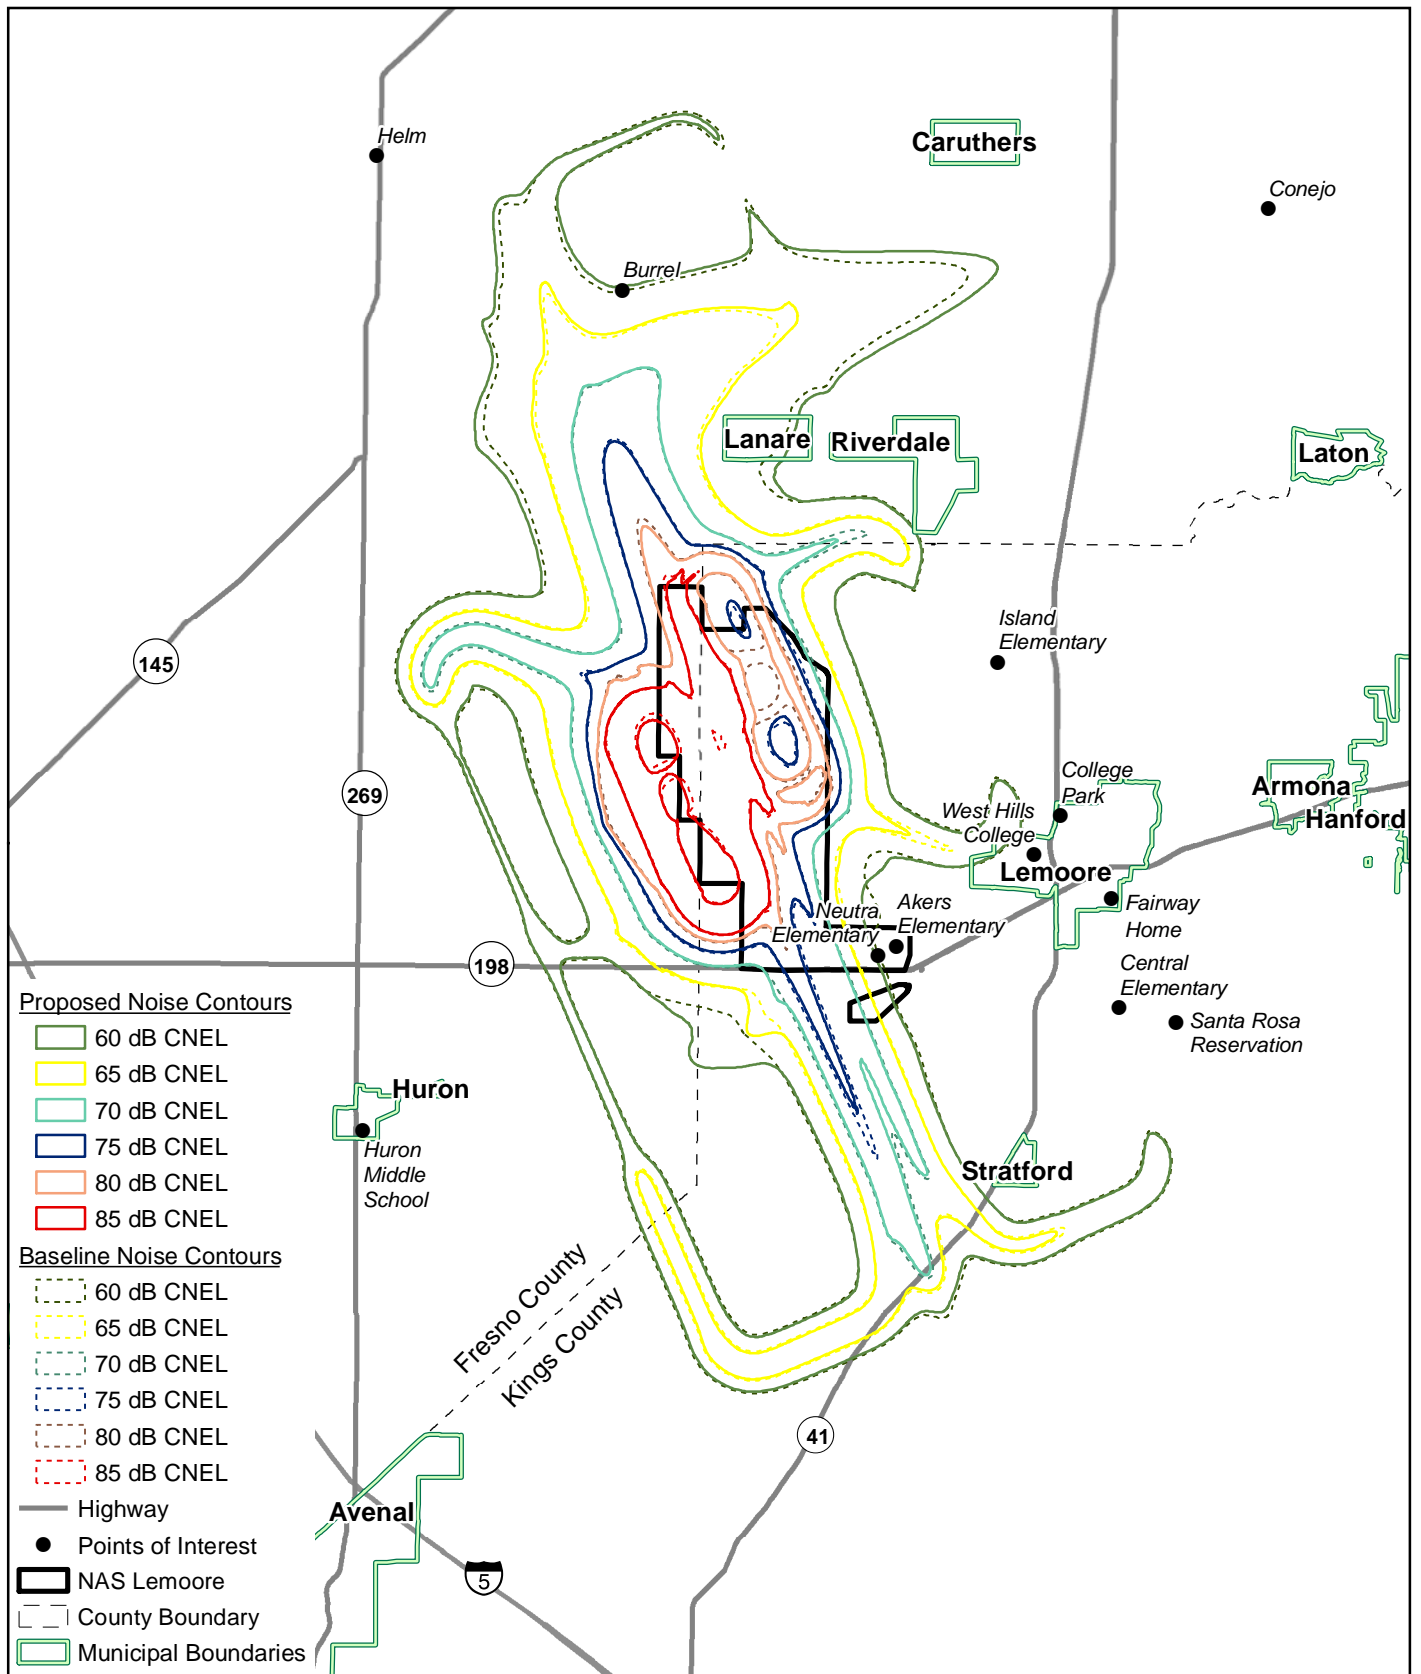 Helm
Caruthers
Conejo
Burrel
Lanare
Riverdale
Laton
Island
Elementary
145
269
College
Park
West Hills
College
Armona
Hanford
Lemoore
Neutra
Elementary
Akers
Elementary
Fairway
Home
198
Central
Elementary
Santa Rosa
Reservation
Huron
Huron
Middle
School
Stratford
Fresno County
Kings County
41
Avenal
5
Proposed Noise Contours
60 dB CNEL
65 dB CNEL
70 dB CNEL
75 dB CNEL
80 dB CNEL
85 dB CNEL
Baseline Noise Contours
60 dB CNEL
65 dB CNEL
70 dB CNEL
75 dB CNEL
80 dB CNEL
85 dB CNEL
Highway
Points of Interest
NAS Lemoore
County Boundary
Municipal Boundaries